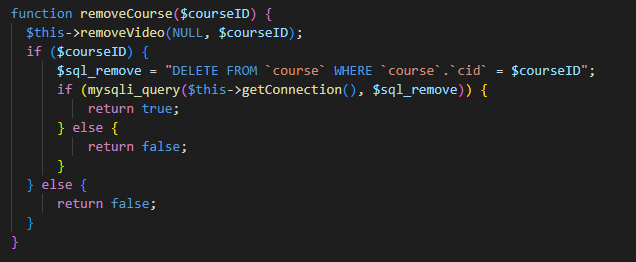 function removeCourse($courseID) {
$this->removeVideo(NULL, $courseID);
if ($courseID) {
$sql_remove = "DELETE FROM `course` WHERE `course`.`cid` = $courseID";
if (mysqli_query($this->getConnection(), $sql_remove)) {
return true;
} else {
return false;
}
} else {
return false;
}
}